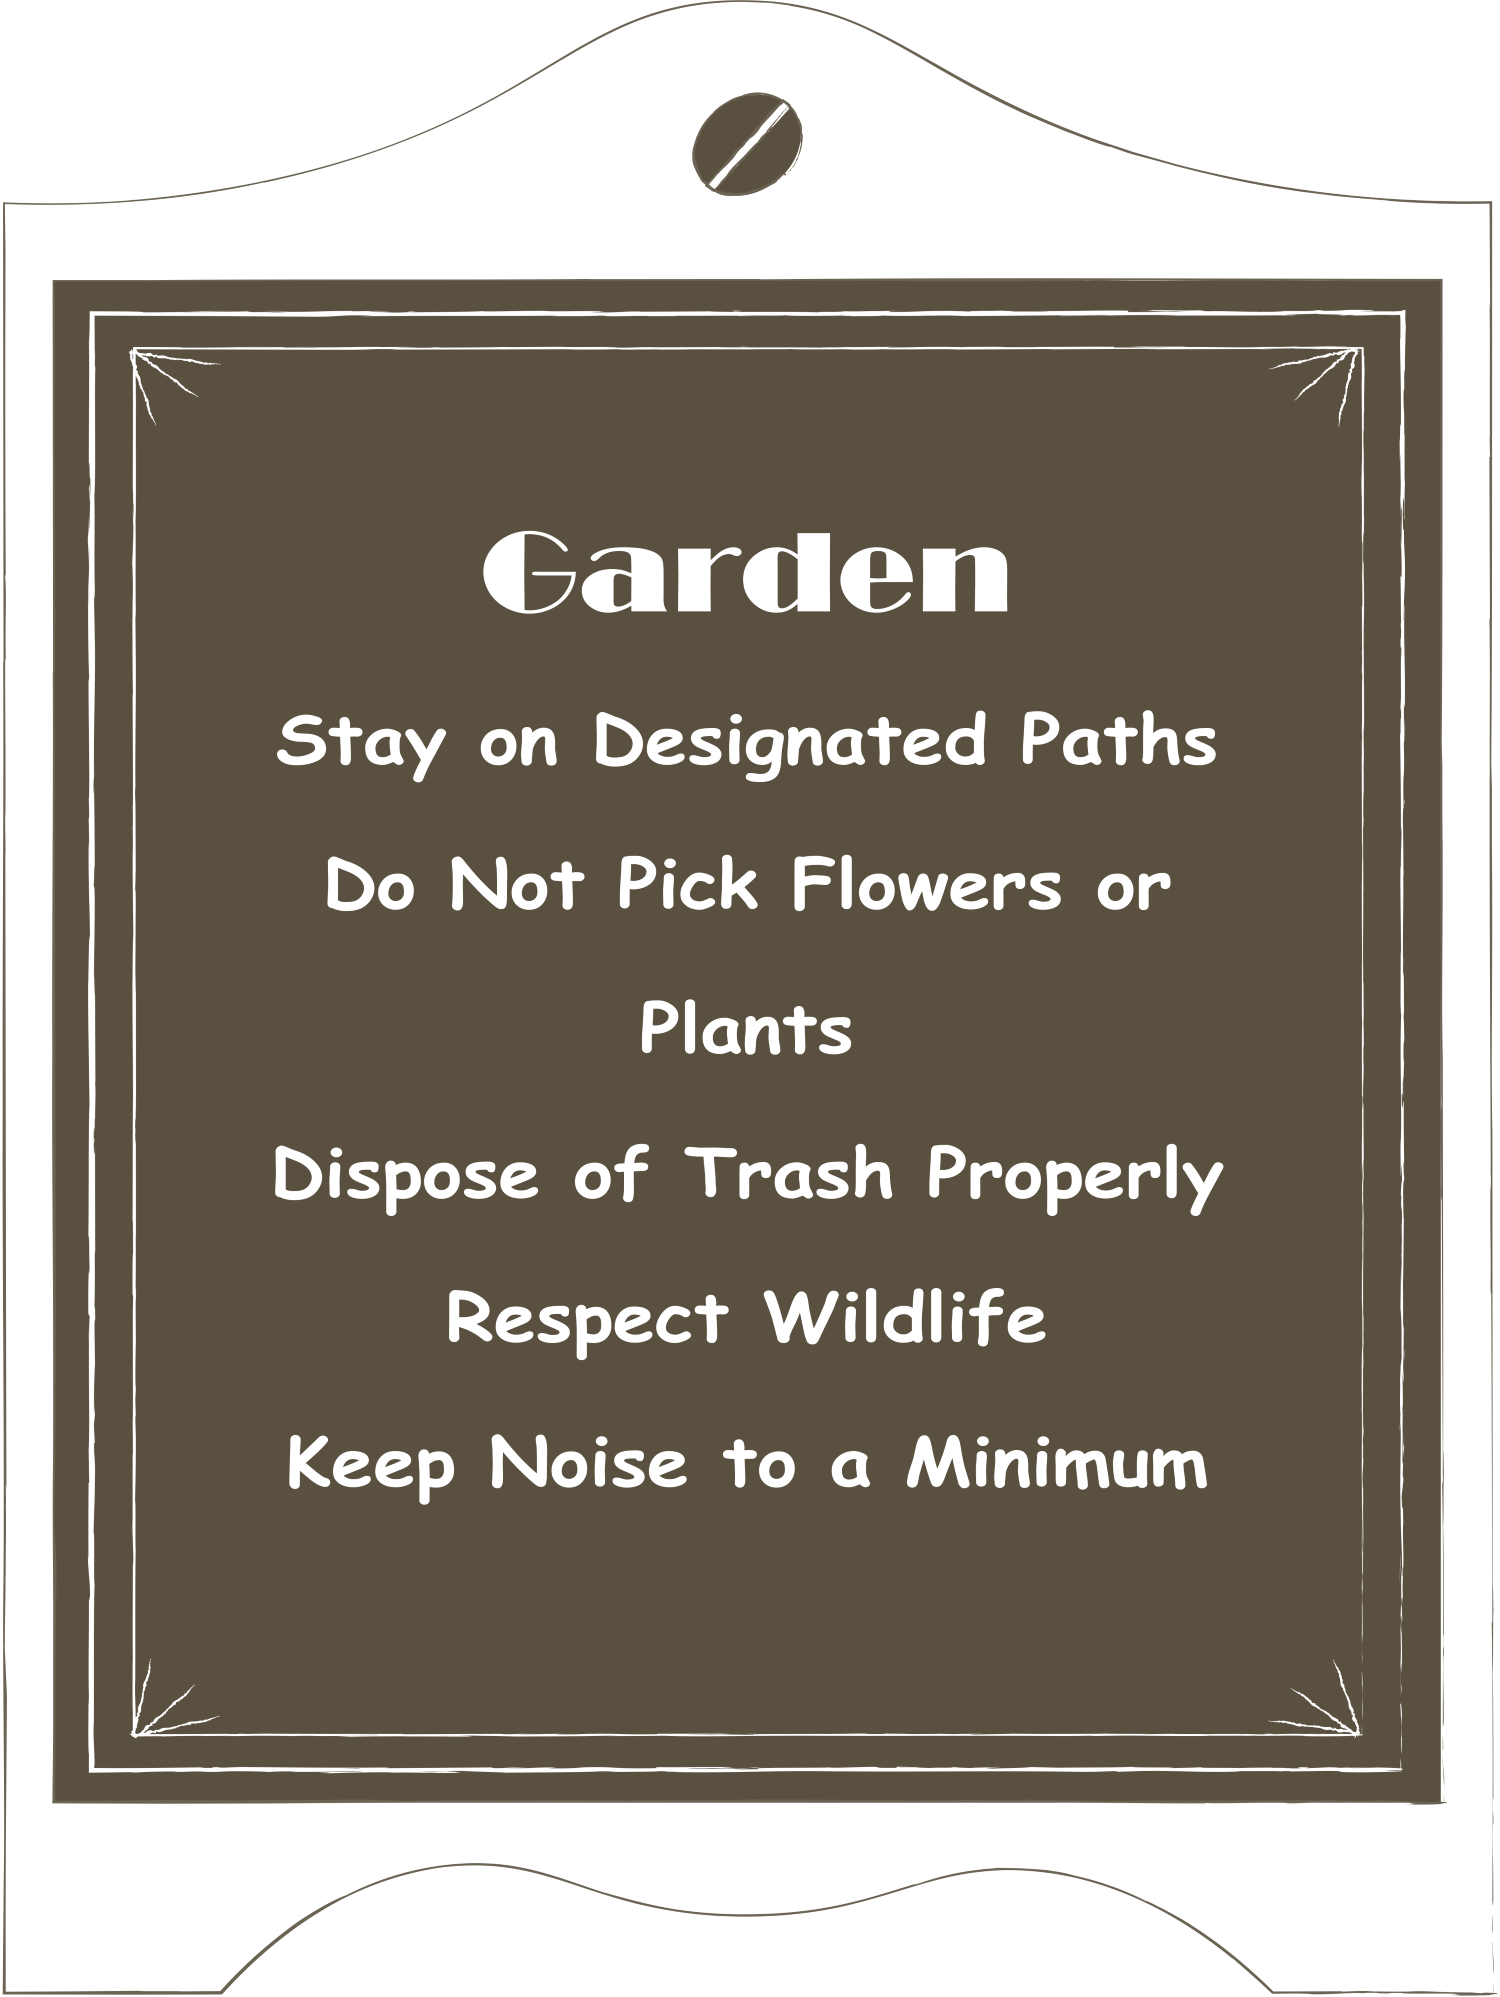 Garden
Stay on Designated Paths
Do Not Pick Flowers or
Plants
Dispose of Trash Properly
Respect Wildlife
Keep Noise to a Minimum